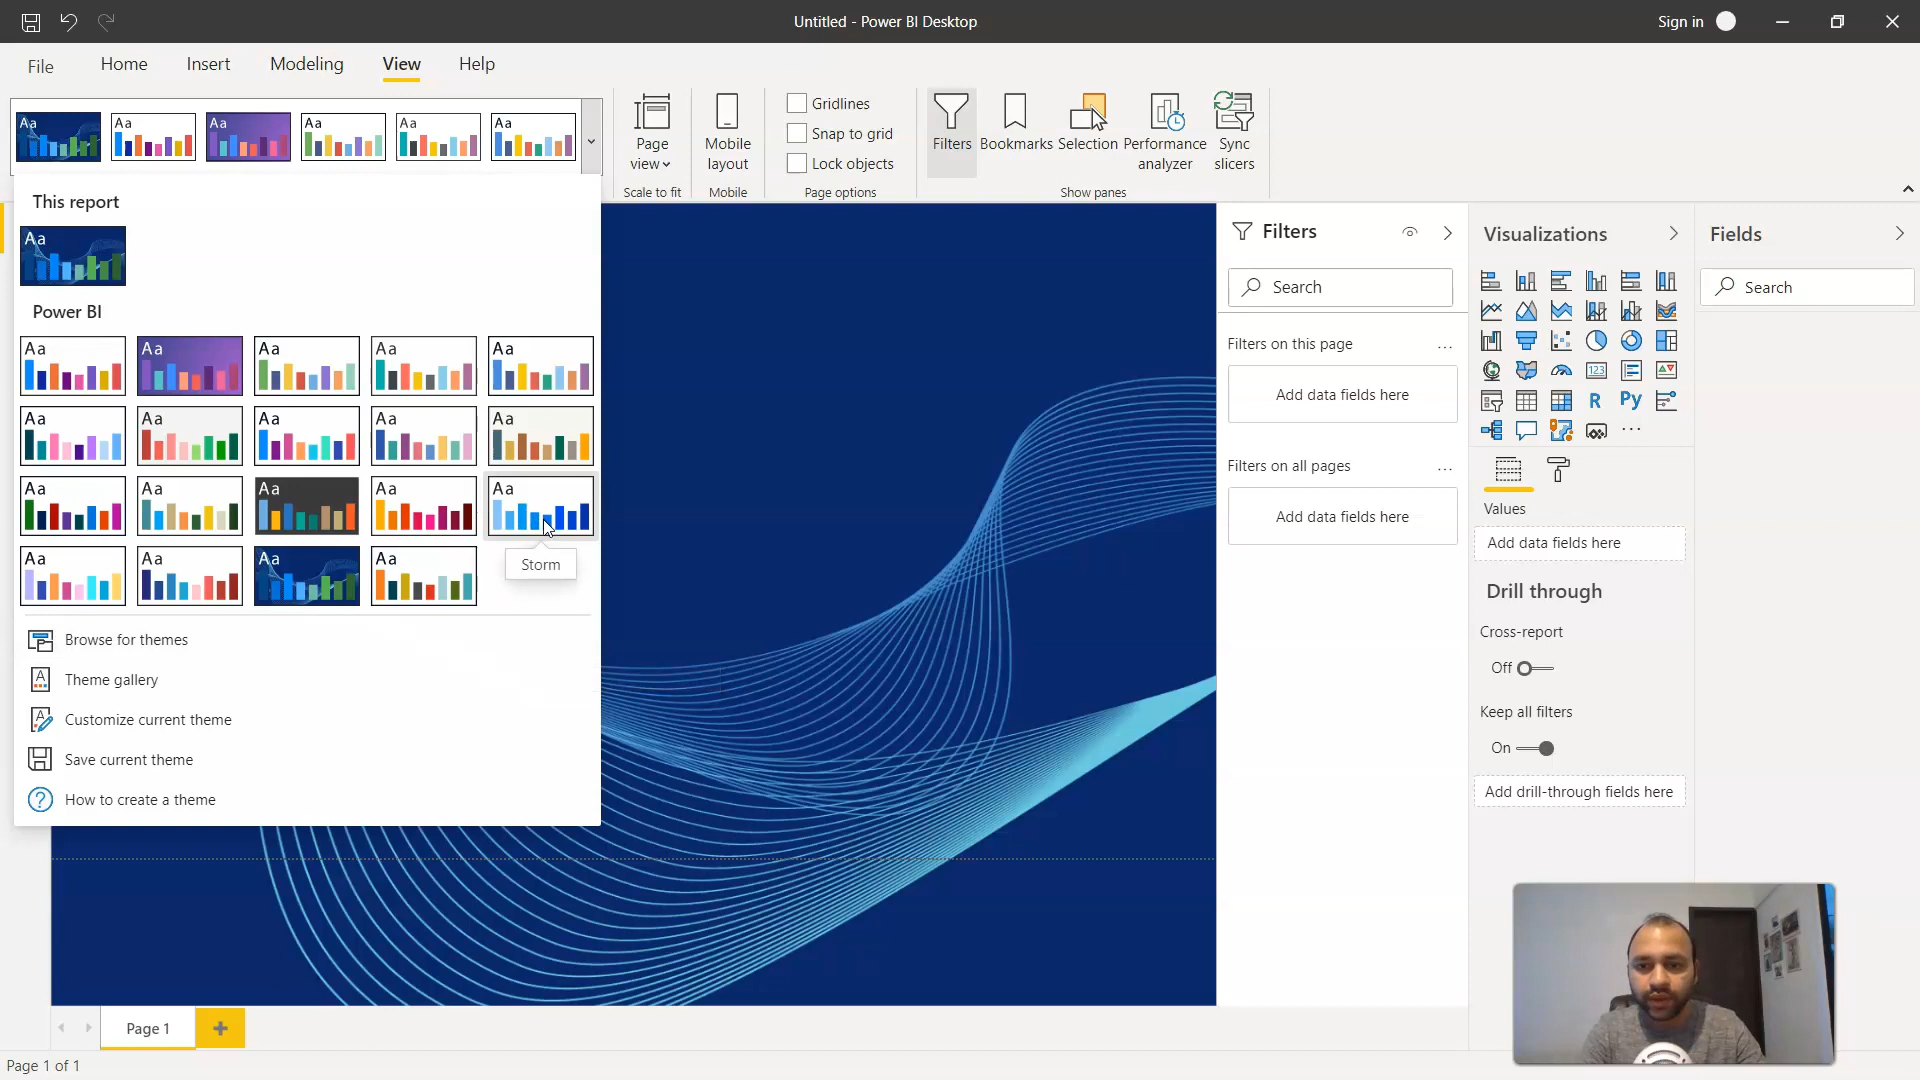 Untitled - Power BI Desktop
Sign in
File
Home
Insert
Modeling
View
Help
Aa
Aa
Aa
Aa
Aa
Aa
Page view
Scale to fit
Mobile layout
Mobile
Gridlines
Snap to grid
Lock objects
Page options
Filters
Bookmarks
Selection
Performance analyzer
Sync slicers
Show panes
This report
Aa
Power BI
Aa Aa Aa Aa Aa
Aa Aa Aa Aa Aa
Aa Aa Aa Aa Aa
Storm
Aa Aa Aa Aa
Browse for themes
Theme gallery
Customize current theme
Save current theme
How to create a theme
Filters
Search
Filters on this page
...
Add data fields here
Filters on all pages
...
Add data fields here
Visualizations
123
R
Py
...
Values
Add data fields here
Drill through
Cross-report
Off
Keep all filters
On
Add drill-through fields here
Fields
Search
Page 1
Page 1 of 1